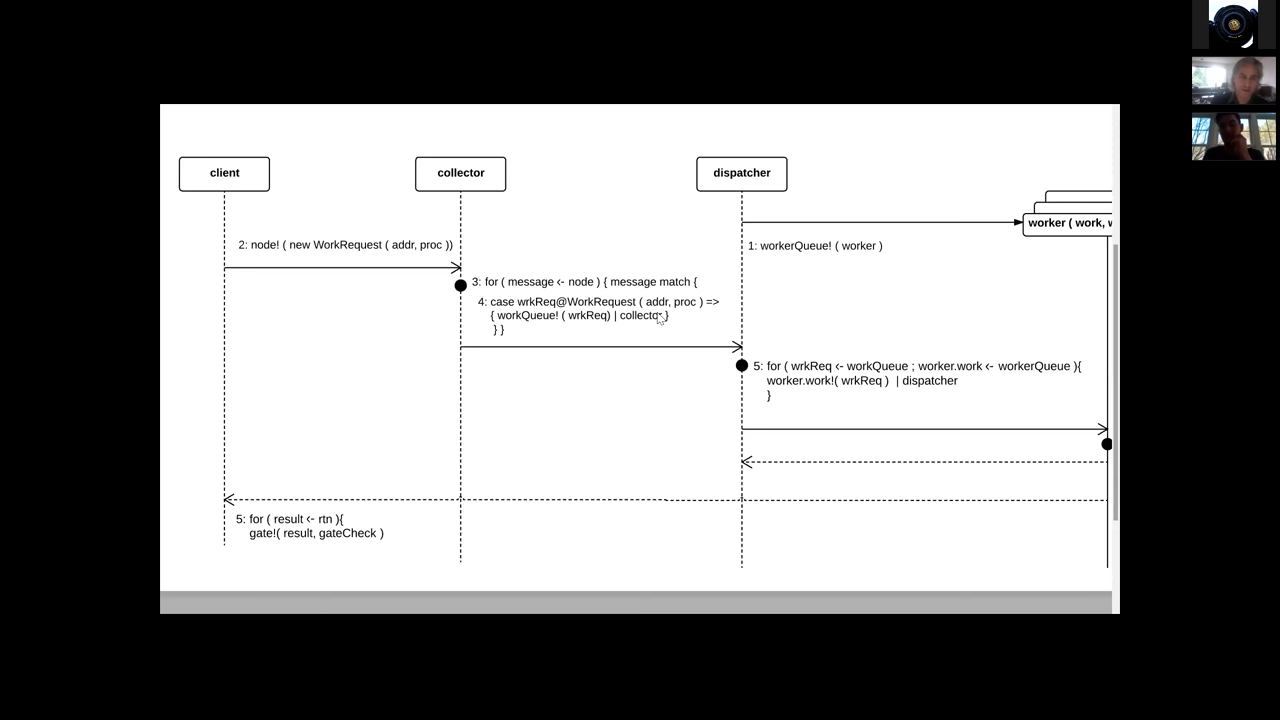 client
collector
dispatcher
worker ( work, w
2: node! ( new WorkRequest ( addr, proc ))
1: workerQueue! ( worker )
3: for ( message <- node ) { message match {
4: case wrkReq@WorkRequest ( addr, proc ) =>
{ workQueue! ( wrkReq) | collector }
} }
5: for ( wrkReq <- workQueue ; worker.work <- workerQueue ){
worker.work!( wrkReq ) | dispatcher
}
5: for ( result <- rtn ){
gate!( result, gateCheck )